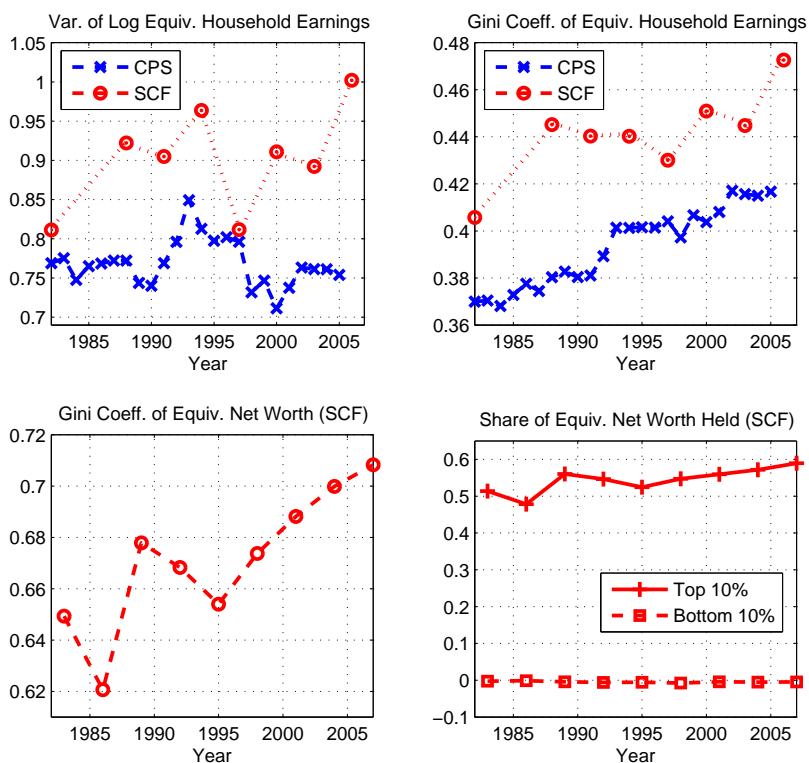 Var. of Log Equiv. Household Earnings
1.05
1
0.95
0.9
0.85
0.8
0.75
0.7
CPS
SCF
1985 1990 1995 2000 2005
Year
Gini Coeff. of Equiv. Household Earnings
0.48
0.46
0.44
0.42
0.4
0.38
0.36
CPS
SCF
1985 1990 1995 2000 2005
Year
Gini Coeff. of Equiv. Net Worth (SCF)
0.72
0.7
0.68
0.66
0.64
0.62
1985 1990 1995 2000 2005
Year
Share of Equiv. Net Worth Held (SCF)
0.6
0.5
0.4
0.3
0.2
0.1
0
−0.1
Top 10%
Bottom 10%
1985 1990 1995 2000 2005
Year